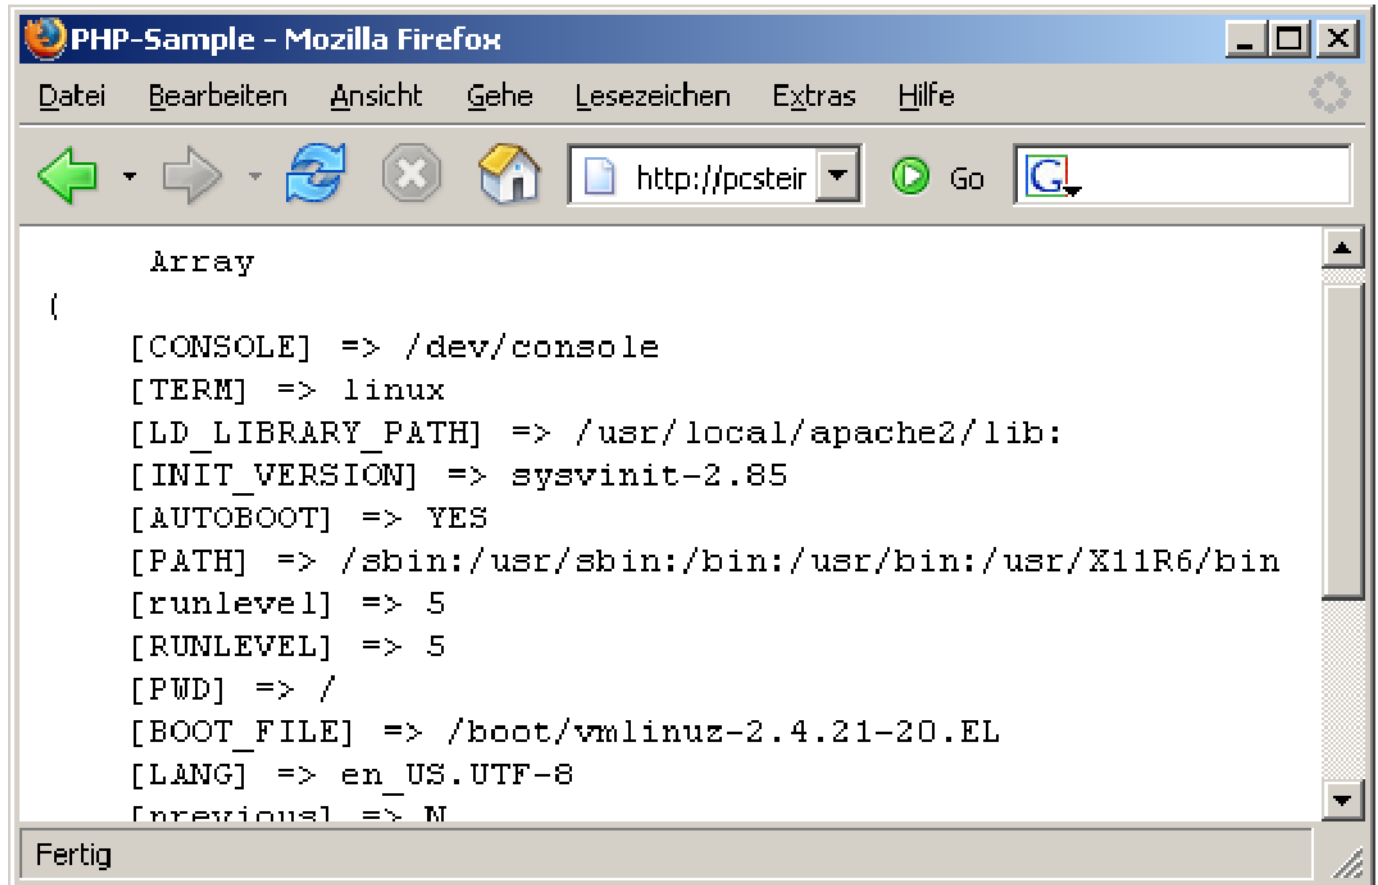 PHP-Sample - Mozilla Firefox
Datei Bearbeiten Ansicht Gehe Lesezeichen Extras Hilfe
http://pcsteir Go G
Array
(
[CONSOLE] => /dev/console
[TERM] => linux
[LD_LIBRARY_PATH] => /usr/local/apache2/lib:
[INIT_VERSION] => sysvinit-2.85
[AUTOBOOT] => YES
[PATH] => /sbin:/usr/sbin:/bin:/usr/bin:/usr/X11R6/bin
[runlevel] => 5
[RUNLEVEL] => 5
[PWD] => /
[BOOT_FILE] => /boot/vmlinuz-2.4.21-20.EL
[LANG] => en_US.UTF-8
[previous] => N
Fertig